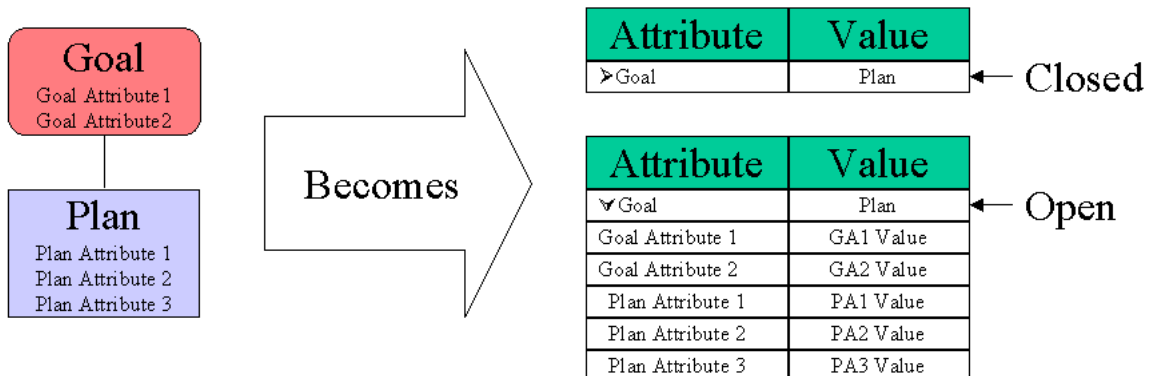 Goal
Goal Attribute1
Goal Attribute2
Plan
Plan Attribute 1
Plan Attribute 2
Plan Attribute 3
Becomes
Attribute Value
Goal Plan
Closed
Attribute Value
Goal Plan
Open
Goal Attribute 1 GA1 Value
Goal Attribute 2 GA2 Value
Plan Attribute 1 PA1 Value
Plan Attribute 2 PA2 Value
Plan Attribute 3 PA3 Value